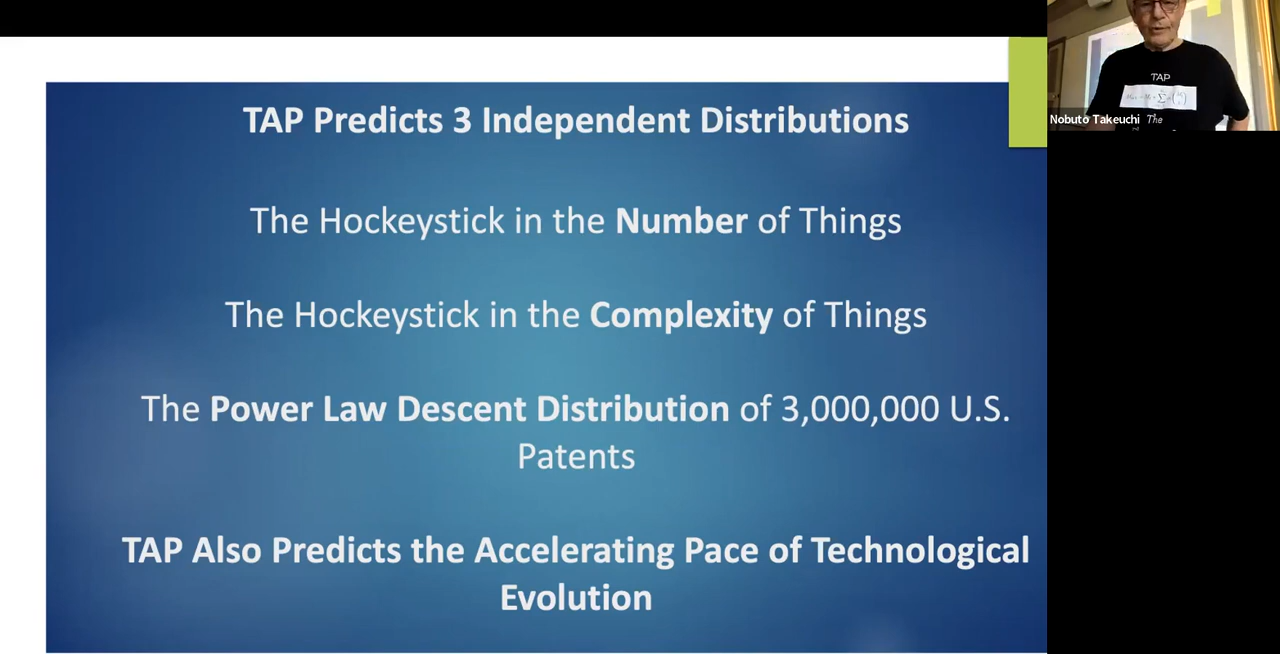 TAP Predicts 3 Independent Distributions
The Hockeystick in the Number of Things
The Hockeystick in the Complexity of Things
The Power Law Descent Distribution of 3,000,000 U.S.
Patents
TAP Also Predicts the Accelerating Pace of Technological
Evolution
TAP
Nobuto Takeuchi
The